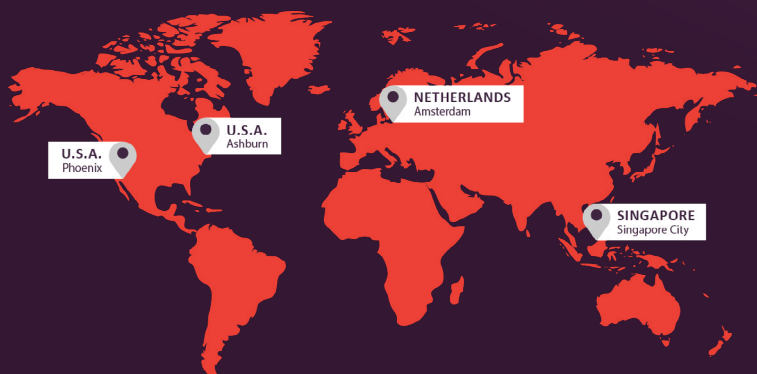 NETHERLANDS
Amsterdam
U.S.A.
Ashburn
U.S.A.
Phoenix
SINGAPORE
Singapore City